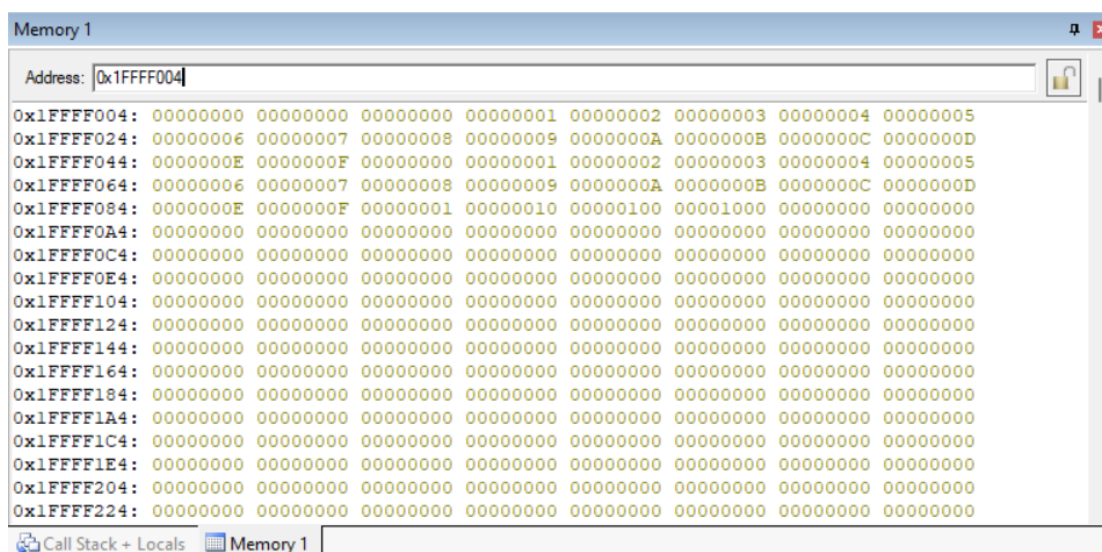 Memory 1
Address: 0x1FFFF004
0x1FFFF004: 00000000 00000000 00000000 00000001 00000002 00000003 00000004 00000005
0x1FFFF024: 00000006 00000007 00000008 00000009 0000000A 0000000B 0000000C 0000000D
0x1FFFF044: 0000000E 0000000F 00000000 00000001 00000002 00000003 00000004 00000005
0x1FFFF064: 00000006 00000007 00000008 00000009 0000000A 0000000B 0000000C 0000000D
0x1FFFF084: 0000000E 0000000F 00000001 00000010 00000100 00001000 00000000 00000000
0x1FFFF0A4: 00000000 00000000 00000000 00000000 00000000 00000000 00000000 00000000
0x1FFFF0C4: 00000000 00000000 00000000 00000000 00000000 00000000 00000000 00000000
0x1FFFF0E4: 00000000 00000000 00000000 00000000 00000000 00000000 00000000 00000000
0x1FFFF104: 00000000 00000000 00000000 00000000 00000000 00000000 00000000 00000000
0x1FFFF124: 00000000 00000000 00000000 00000000 00000000 00000000 00000000 00000000
0x1FFFF144: 00000000 00000000 00000000 00000000 00000000 00000000 00000000 00000000
0x1FFFF164: 00000000 00000000 00000000 00000000 00000000 00000000 00000000 00000000
0x1FFFF184: 00000000 00000000 00000000 00000000 00000000 00000000 00000000 00000000
0x1FFFF1A4: 00000000 00000000 00000000 00000000 00000000 00000000 00000000 00000000
0x1FFFF1C4: 00000000 00000000 00000000 00000000 00000000 00000000 00000000 00000000
0x1FFFF1E4: 00000000 00000000 00000000 00000000 00000000 00000000 00000000 00000000
0x1FFFF204: 00000000 00000000 00000000 00000000 00000000 00000000 00000000 00000000
0x1FFFF224: 00000000 00000000 00000000 00000000 00000000 00000000 00000000 00000000
Call Stack + Locals Memory 1